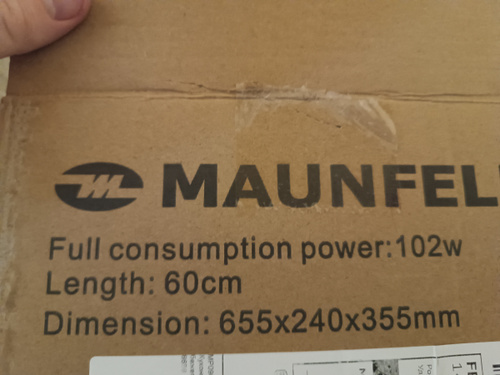 MAUNFEL
Full consumption power:102w
Length: 60cm
Dimension: 655x240x355mm